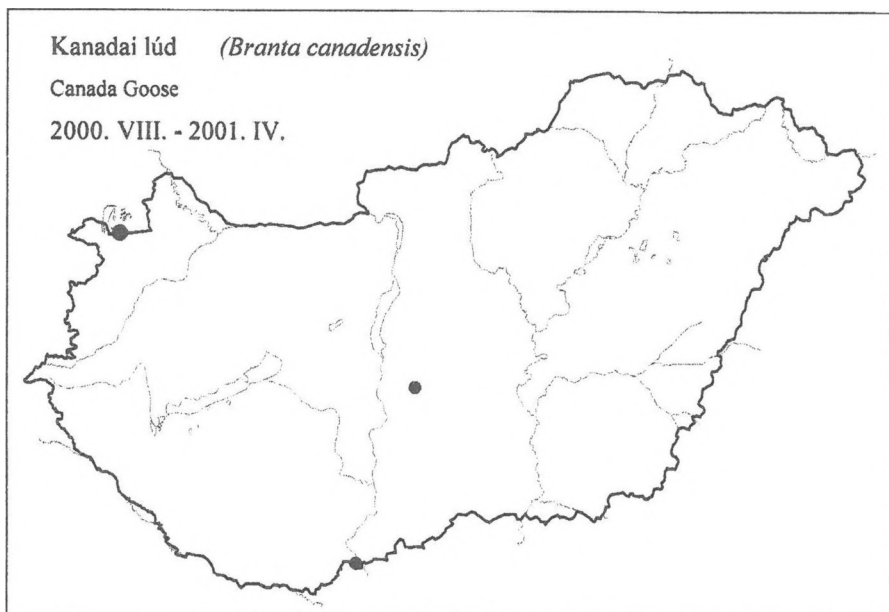 Kanadai lúd (Branta canadensis)
Canada Goose
2000. VIII. - 2001. IV.